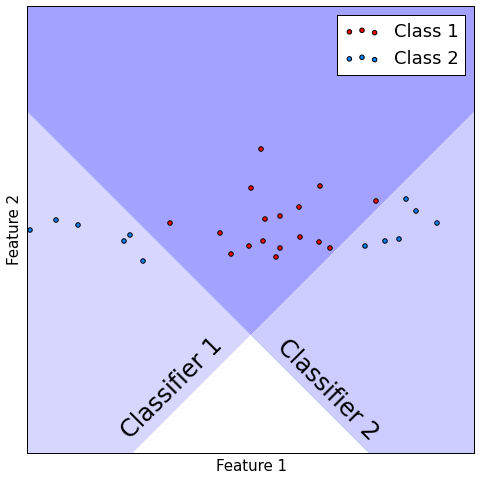 Class 1
Class 2
Feature 2
Classifier 1
Classifier 2
Feature 1